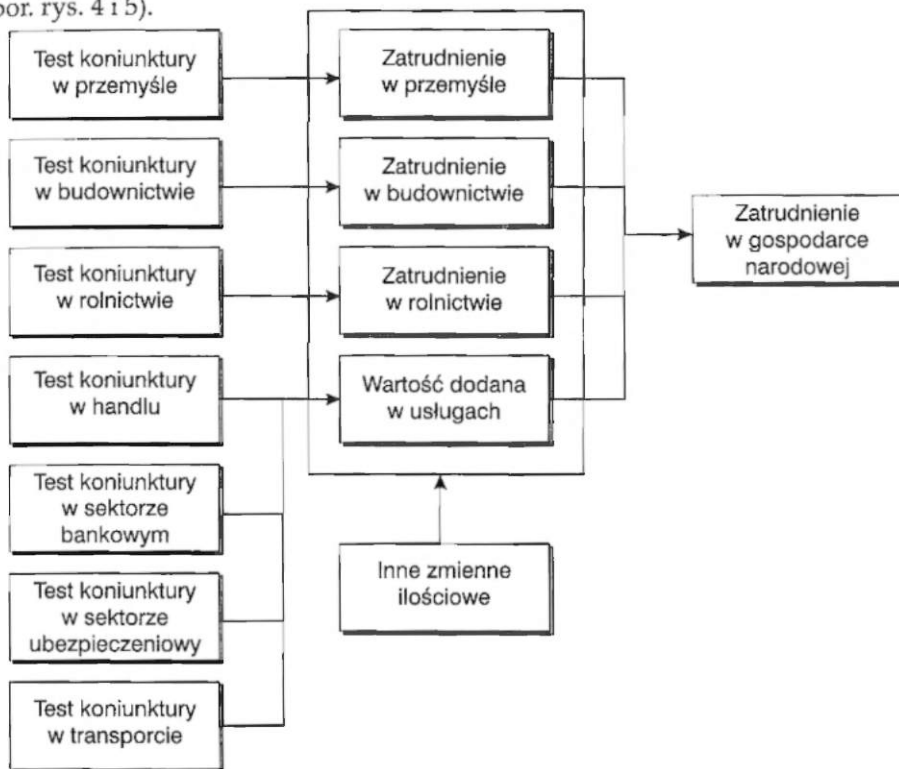 por. rys. 4 i 5).
Test koniunktury
w przemyśle
Zatrudnienie
w przemyśle
Test koniunktury
w budownictwie
Zatrudnienie
w budownictwie
Zatrudnienie
w gospodarce
narodowej
Test koniunktury
w rolnictwie
Zatrudnienie
w rolnictwie
Test koniunktury
w handlu
Wartość dodana
w usługach
Test koniunktury
w sektorze
bankowym
Inne zmienne
ilościowe
Test koniunktury
w sektorze
ubezpieczeniowy
Test koniunktury
w transporcie